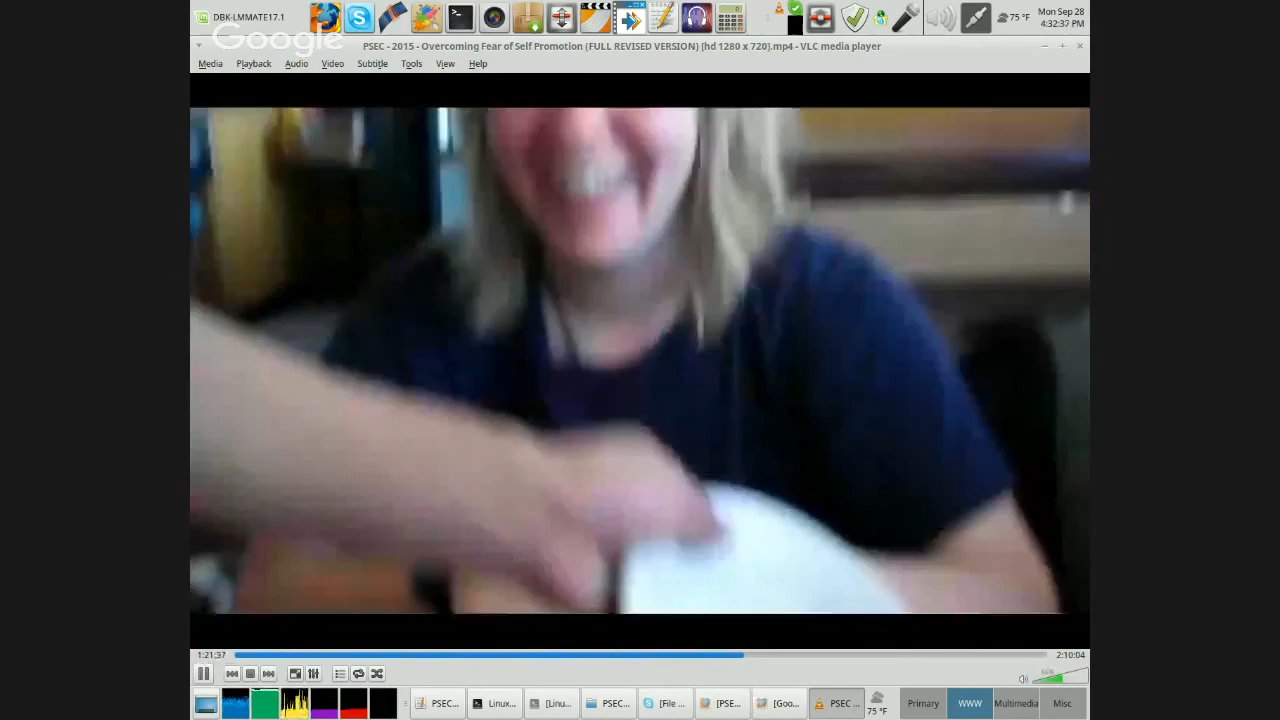 DBK-LMMATE17.1
75 °F
Mon Sep 28
4:32:37 PM
Google
PSEC - 2015 - Overcoming Fear of Self Promotion (FULL REVISED VERSION) [hd 1280 x 720].mp4 - VLC media player
Media Playback Audio Video Subtitle Tools View Help
1:21:37
2:10:04
66%
PSEC...
Linux...
[Linu...
PSEC...
[File ...
[PSE...
[Goo...
PSEC ...
75 °F
Primary
WWW
Multimedia
Misc